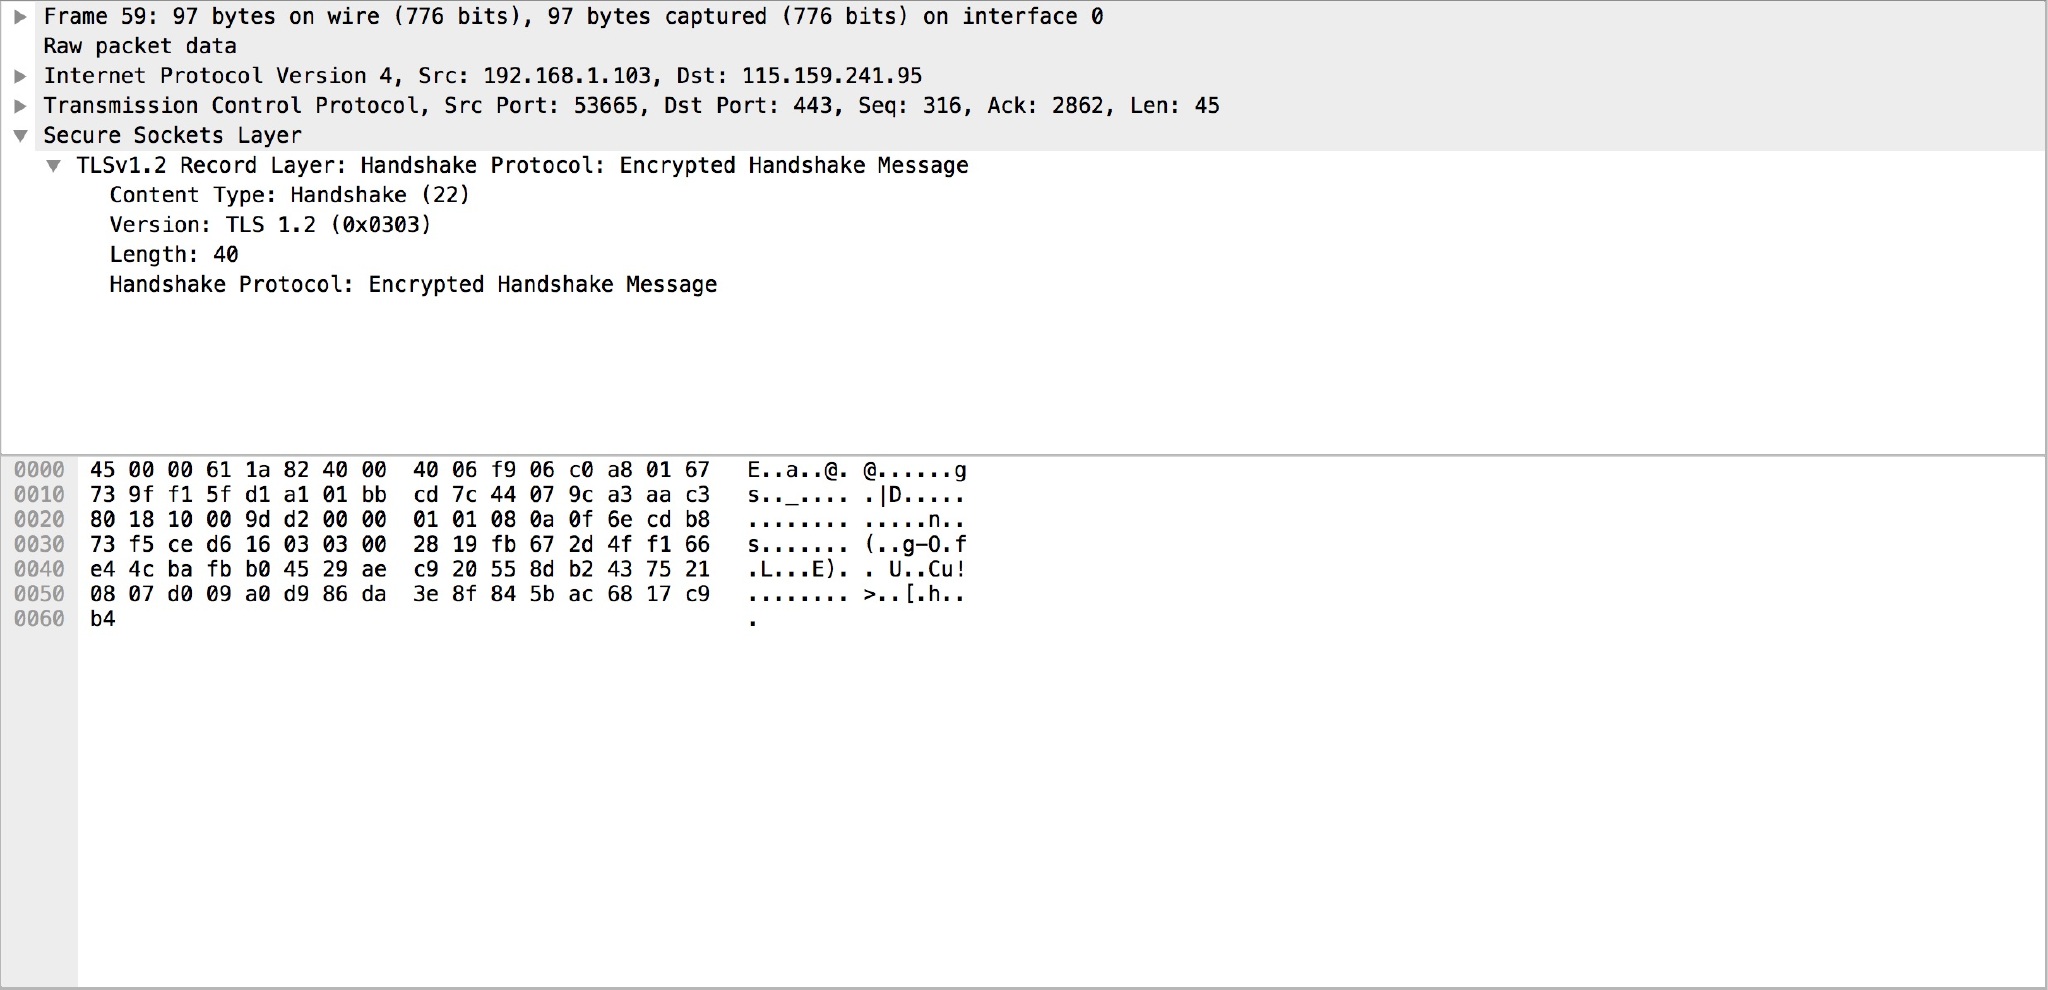 Frame 59: 97 bytes on wire (776 bits), 97 bytes captured (776 bits) on interface 0
Raw packet data
Internet Protocol Version 4, Src: 192.168.1.103, Dst: 115.159.241.95
Transmission Control Protocol, Src Port: 53665, Dst Port: 443, Seq: 316, Ack: 2862, Len: 45
Secure Sockets Layer
TLSv1.2 Record Layer: Handshake Protocol: Encrypted Handshake Message
Content Type: Handshake (22)
Version: TLS 1.2 (0x0303)
Length: 40
Handshake Protocol: Encrypted Handshake Message
0000 45 00 00 61 1a 82 40 00 40 06 f9 06 c0 a8 01 67 E..a..@. @......g
0010 73 9f f1 5f d1 a1 01 bb cd 7c 44 07 9c a3 aa c3 s.._.... .|D.....
0020 80 18 10 00 9d d2 00 00 01 01 08 0a 0f 6e cd b8 ........ .....n..
0030 73 f5 ce d6 16 03 03 00 28 19 fb 67 2d 4f f1 66 s....... (..g-O.f
0040 e4 4c ba fb b0 45 29 ae c9 20 55 8d b2 43 75 21 .L...E). . U..Cu!
0050 08 07 d0 09 a0 d9 86 da 3e 8f 84 5b ac 68 17 c9 ........ >..[.h..
0060 b4 .